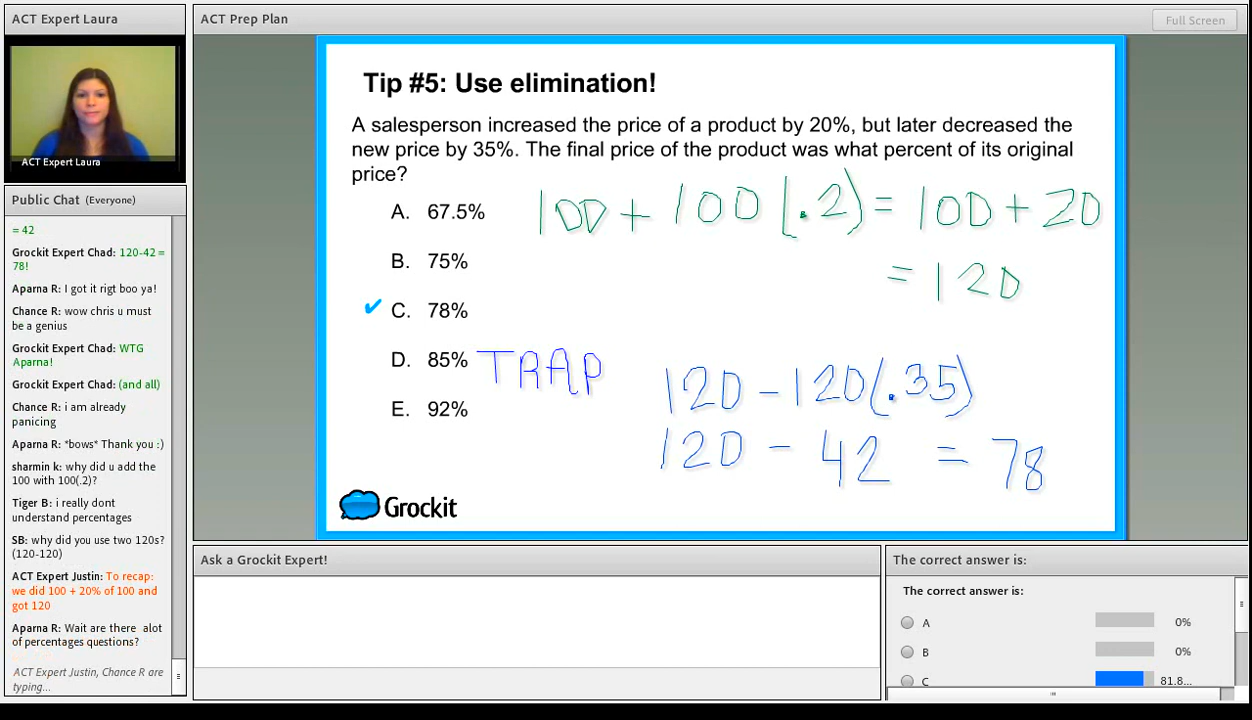 ACT Expert Laura
ACT Prep Plan
Full Screen
ACT Expert Laura
Public Chat (Everyone)
= 42
Grockit Expert Chad: 120-42 =
78!
Aparna R: I got it rigt boo ya!
Chance R: wow chris u must
be a genius
Grockit Expert Chad: WTG
Aparna!
Grockit Expert Chad: (and all)
Chance R: i am already
panicing
Aparna R: *bows* Thank you :)
sharmin k: why did u add the
100 with 100(.2)?
Tiger B: i really dont
understand percentages
SB: why did you use two 120s?
(120-120)
ACT Expert Justin: To recap:
we did 100 + 20% of 100 and
got 120
Aparna R: Wait are there alot
of percentages questions?
ACT Expert Justin, Chance R are
typing...
Tip #5: Use elimination!
A salesperson increased the price of a product by 20%, but later decreased the
new price by 35%. The final price of the product was what percent of its original
price?
A. 67.5%
100 + 100 (.2) = 100 + 20
B. 75%
= 120
✔ C. 78%
D. 85% TRAP
120 - 120 (.35)
E. 92%
120 - 42 = 78
Grockit
Ask a Grockit Expert!
The correct answer is:
The correct answer is:
A 0%
B 0%
C 81.8...